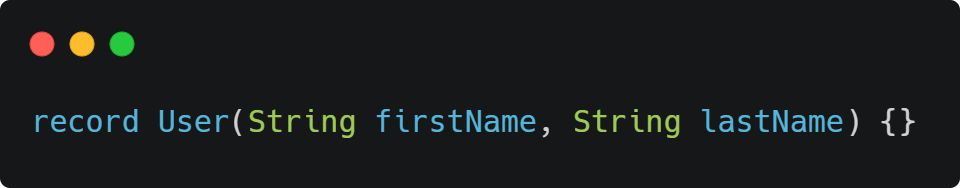 record User(String firstName, String lastName) {}